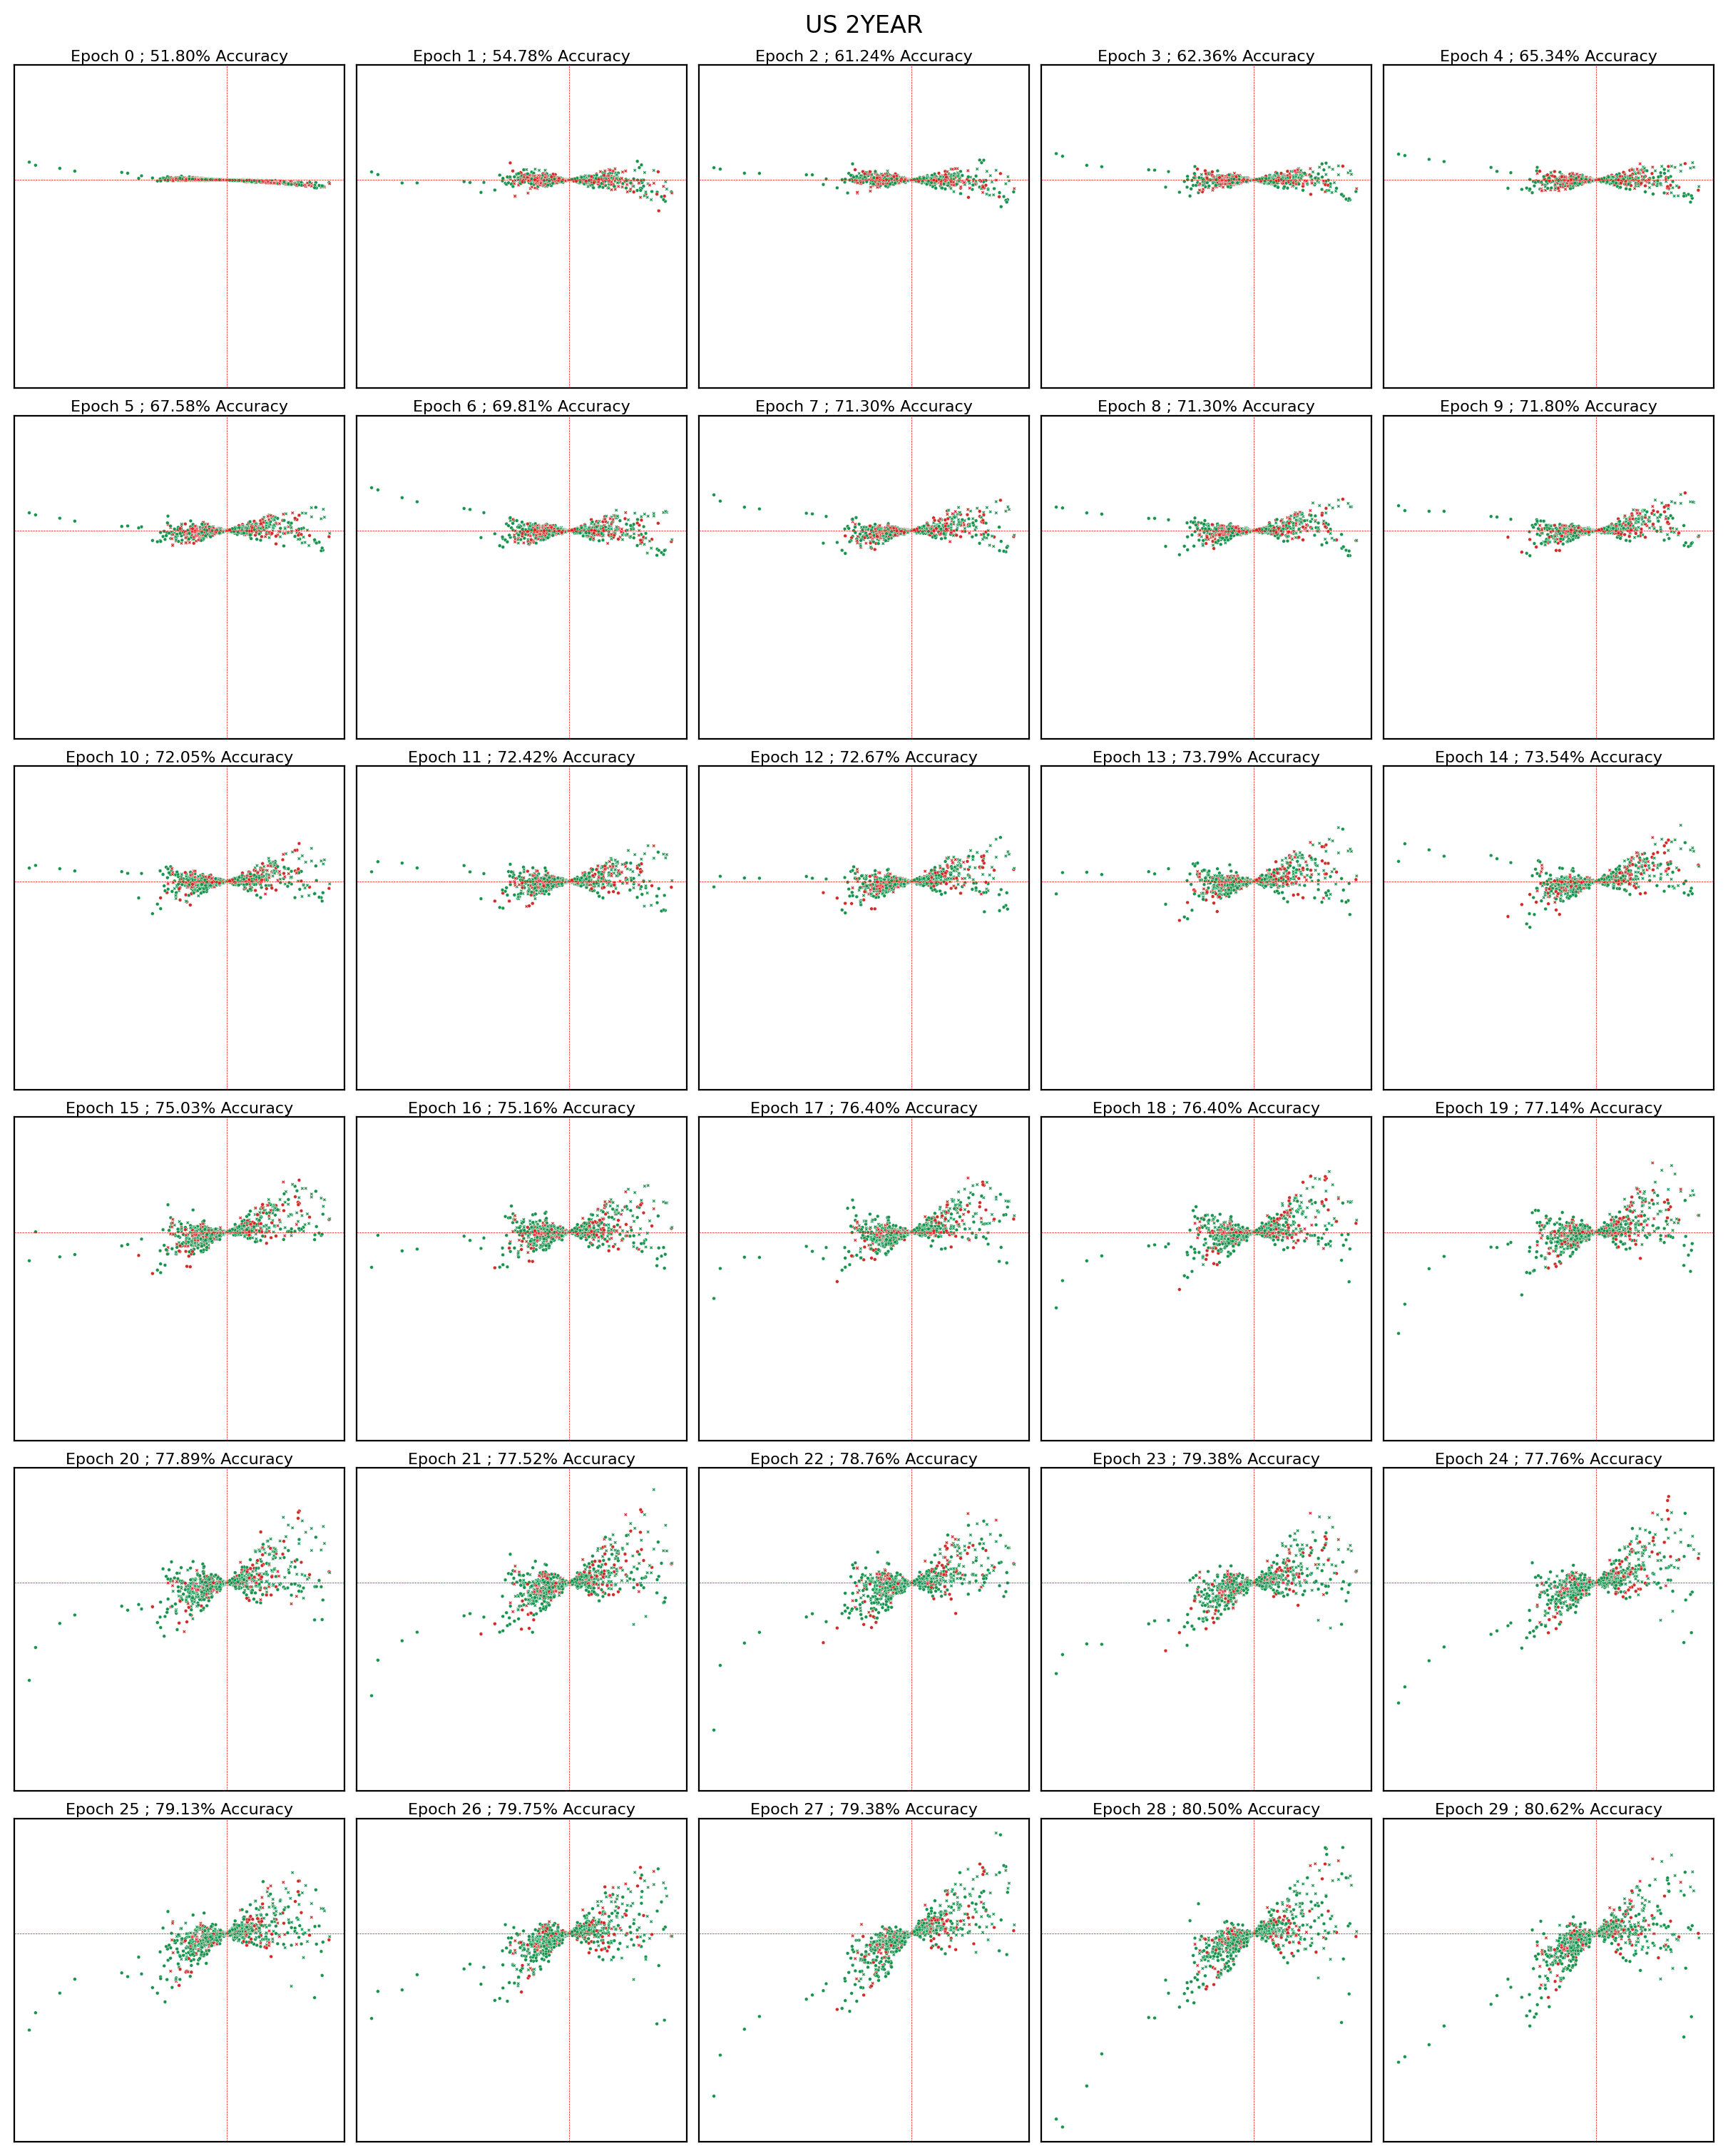 US 2YEAR
Epoch 0 ; 51.80% Accuracy
Epoch 1 ; 54.78% Accuracy
Epoch 2 ; 61.24% Accuracy
Epoch 3 ; 62.36% Accuracy
Epoch 4 ; 65.34% Accuracy
Epoch 5 ; 67.58% Accuracy
Epoch 6 ; 69.81% Accuracy
Epoch 7 ; 71.30% Accuracy
Epoch 8 ; 71.30% Accuracy
Epoch 9 ; 71.80% Accuracy
Epoch 10 ; 72.05% Accuracy
Epoch 11 ; 72.42% Accuracy
Epoch 12 ; 72.67% Accuracy
Epoch 13 ; 73.79% Accuracy
Epoch 14 ; 73.54% Accuracy
Epoch 15 ; 75.03% Accuracy
Epoch 16 ; 75.16% Accuracy
Epoch 17 ; 76.40% Accuracy
Epoch 18 ; 76.40% Accuracy
Epoch 19 ; 77.14% Accuracy
Epoch 20 ; 77.89% Accuracy
Epoch 21 ; 77.52% Accuracy
Epoch 22 ; 78.76% Accuracy
Epoch 23 ; 79.38% Accuracy
Epoch 24 ; 77.76% Accuracy
Epoch 25 ; 79.13% Accuracy
Epoch 26 ; 79.75% Accuracy
Epoch 27 ; 79.38% Accuracy
Epoch 28 ; 80.50% Accuracy
Epoch 29 ; 80.62% Accuracy